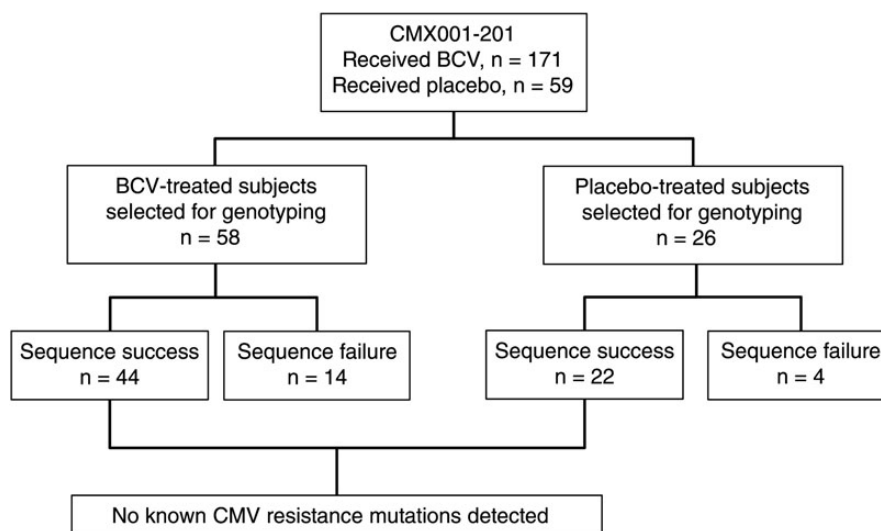 CMX001-201
Received BCV, n = 171
Received placebo, n = 59
BCV-treated subjects
selected for genotyping
n = 58
Placebo-treated subjects
selected for genotyping
n = 26
Sequence success
n = 44
Sequence failure
n = 14
Sequence success
n = 22
Sequence failure
n = 4
No known CMV resistance mutations detected